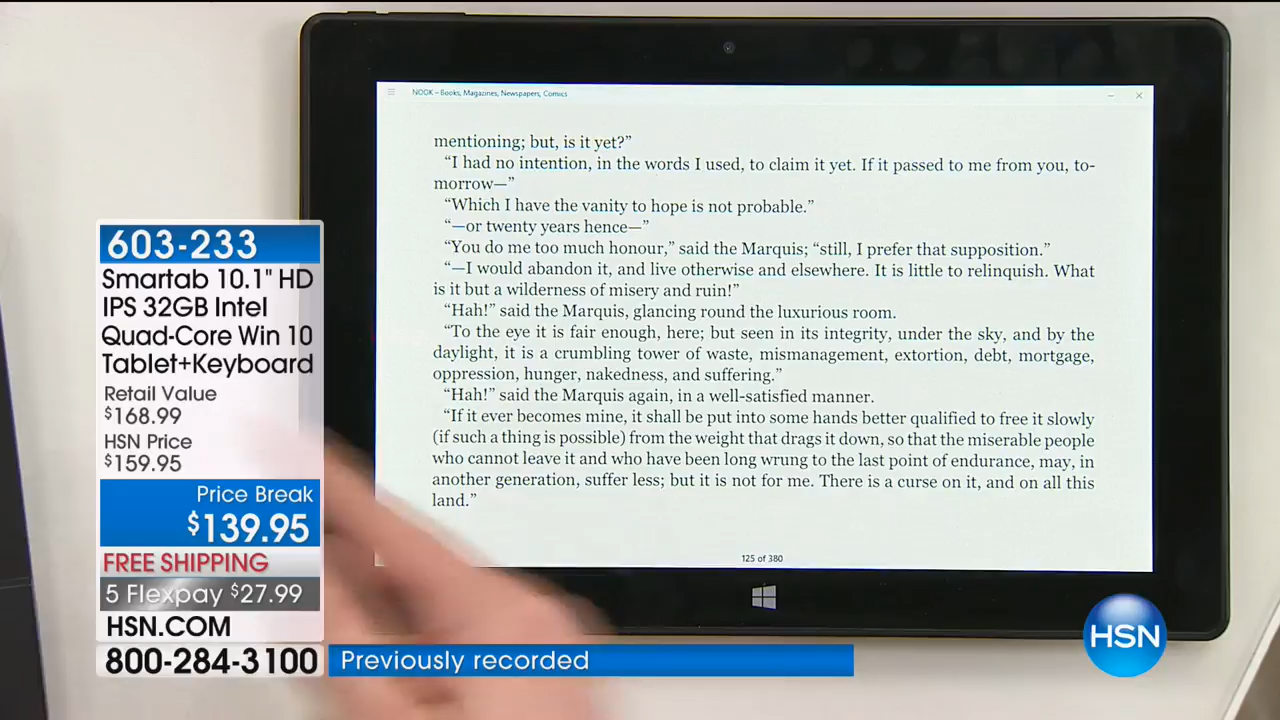 NOOK – Books, Magazines, Newspapers, Comics
mentioning; but, is it yet?”
“I had no intention, in the words I used, to claim it yet. If it passed to me from you, to-
morrow—”
“Which I have the vanity to hope is not probable.”
“—or twenty years hence—”
“You do me too much honour,” said the Marquis; “still, I prefer that supposition.”
“—I would abandon it, and live otherwise and elsewhere. It is little to relinquish. What
is it but a wilderness of misery and ruin!”
“Hah!” said the Marquis, glancing round the luxurious room.
“To the eye it is fair enough, here; but seen in its integrity, under the sky, and by the
daylight, it is a crumbling tower of waste, mismanagement, extortion, debt, mortgage,
oppression, hunger, nakedness, and suffering.”
“Hah!” said the Marquis again, in a well-satisfied manner.
“If it ever becomes mine, it shall be put into some hands better qualified to free it slowly
(if such a thing is possible) from the weight that drags it down, so that the miserable people
who cannot leave it and who have been long wrung to the last point of endurance, may, in
another generation, suffer less; but it is not for me. There is a curse on it, and on all this
land.”
125 of 380
603-233
Smartab 10.1" HD
IPS 32GB Intel
Quad-Core Win 10
Tablet+Keyboard
Retail Value
$168.99
HSN Price
$159.95
Price Break
$139.95
FREE SHIPPING
5 Flexpay $27.99
HSN.COM
800-284-3100
Previously recorded
HSN